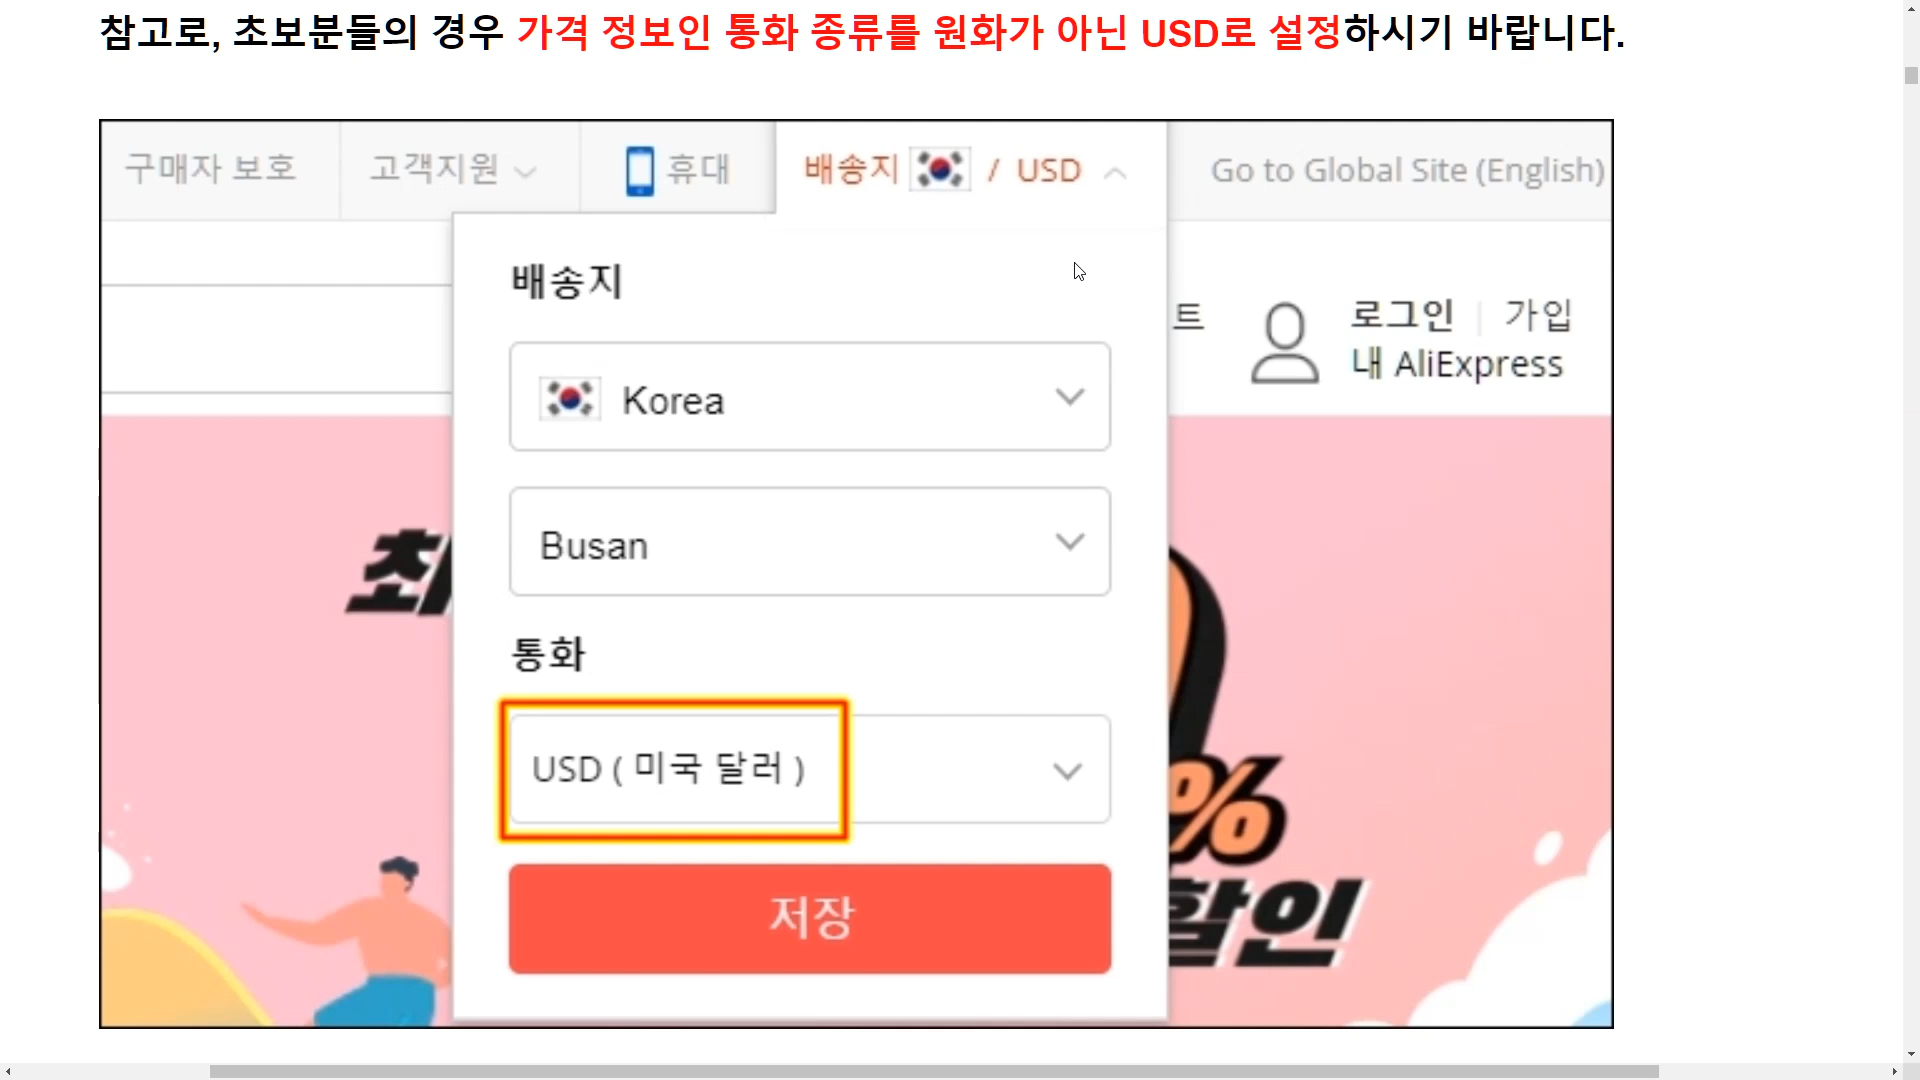 참고로, 초보분들의 경우 가격 정보인 통화 종류를 원화가 아닌 USD로 설정하시기 바랍니다.
구매자 보호 고객지원 휴대 배송지 / USD Go to Global Site (English)
배송지
트 로그인 가입
내 AliExpress
Korea
Busan
통화
USD ( 미국 달러 )
%
할인
저장